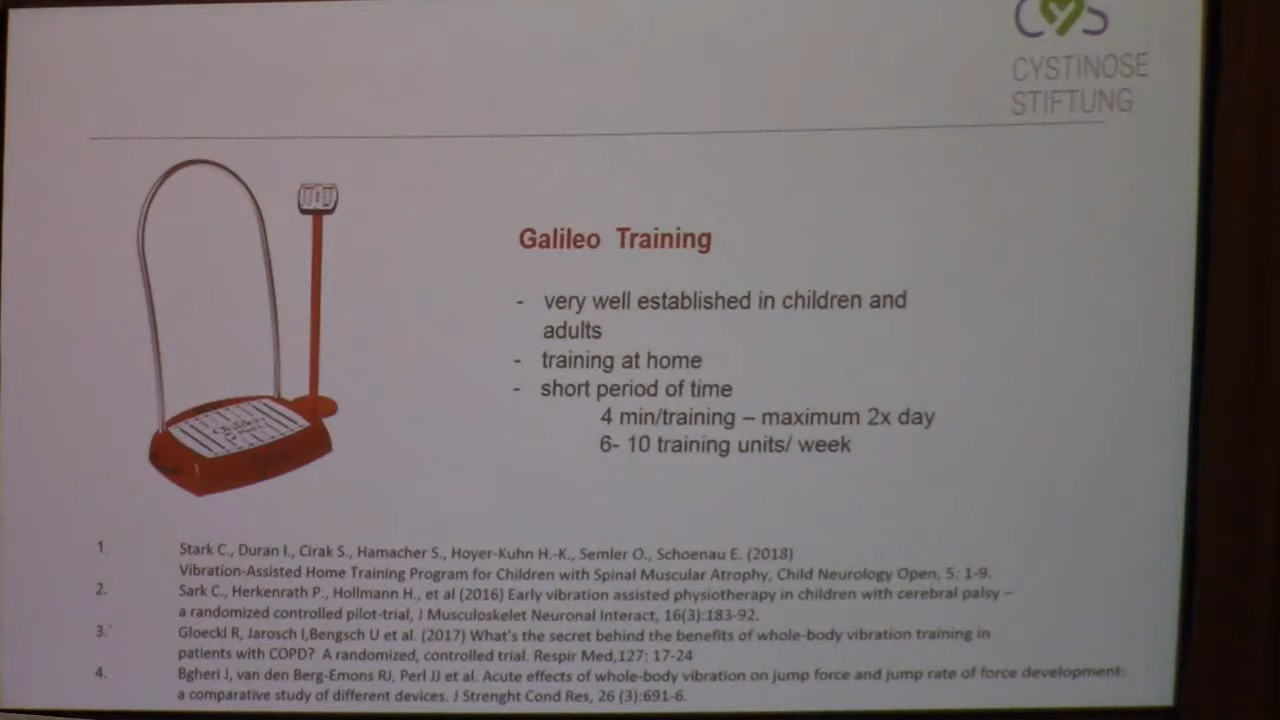 CYSTINOSE
STIFTUNG
Galileo Training
- very well established in children and
adults
- training at home
- short period of time
4 min/training – maximum 2x day
6- 10 training units/ week
1. Stark C., Duran I., Cirak S., Hamacher S., Hoyer-Kuhn H.-K., Semler O., Schoenau E. (2018)
Vibration-Assisted Home Training Program for Children with Spinal Muscular Atrophy, Child Neurology Open, 5: 1-9.
2. Sark C., Herkenrath P., Hollmann H., et al (2016) Early vibration assisted physiotherapy in children with cerebral palsy –
a randomized controlled pilot-trial, J Musculoskelet Neuronal Interact, 16(3):183-92.
3. Gloeckl R, Jarosch I,Bengsch U et al. (2017) What's the secret behind the benefits of whole-body vibration training in
patients with COPD? A randomized, controlled trial. Respir Med,127: 17-24
4. Bgheri J, van den Berg-Emons RJ, Perl JJ et al. Acute effects of whole-body vibration on jump force and jump rate of force development:
a comparative study of different devices. J Strenght Cond Res, 26 (3):691-6.